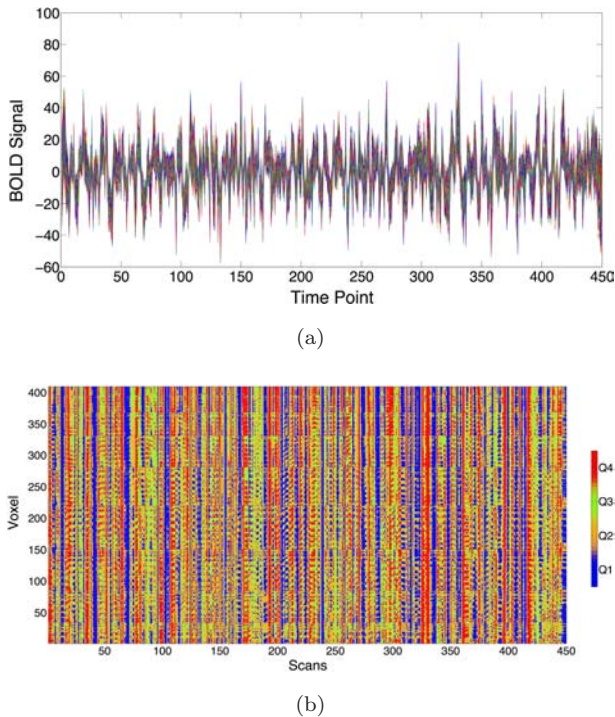 100
80
60
40
20
0
−20
−40
−60
BOLD Signal
0 50 100 150 200 250 300 350 400 450
Time Point
(a)
400
350
300
250
200
150
100
50
Voxel
50 100 150 200 250 300 350 400 450
Scans
Q4
Q3
Q2
Q1
(b)